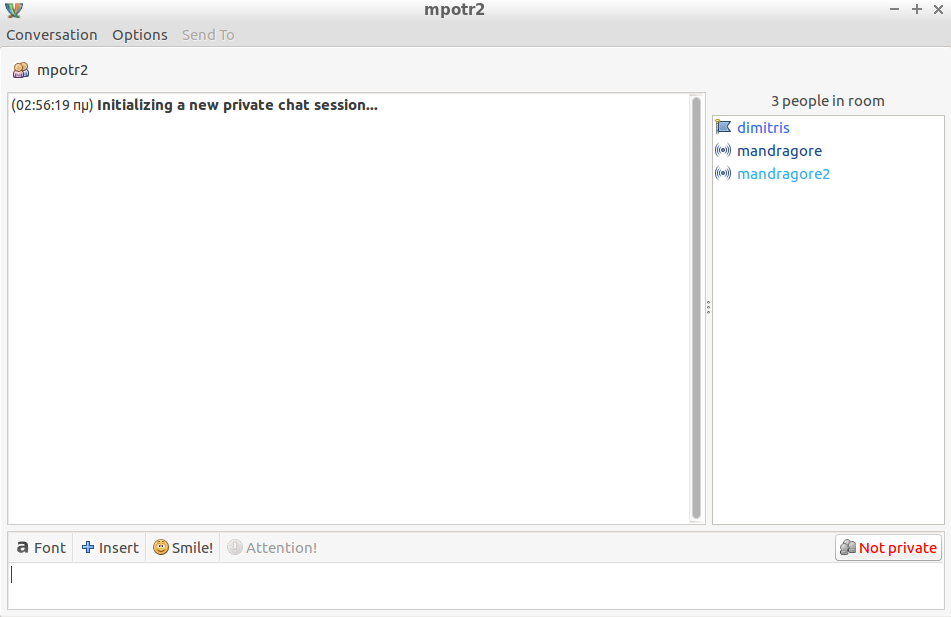 mpotr2
Conversation Options Send To
mpotr2
(02:56:19 πμ) Initializing a new private chat session...
3 people in room
dimitris
mandragore
mandragore2
a Font Insert Smile! Attention! Not private